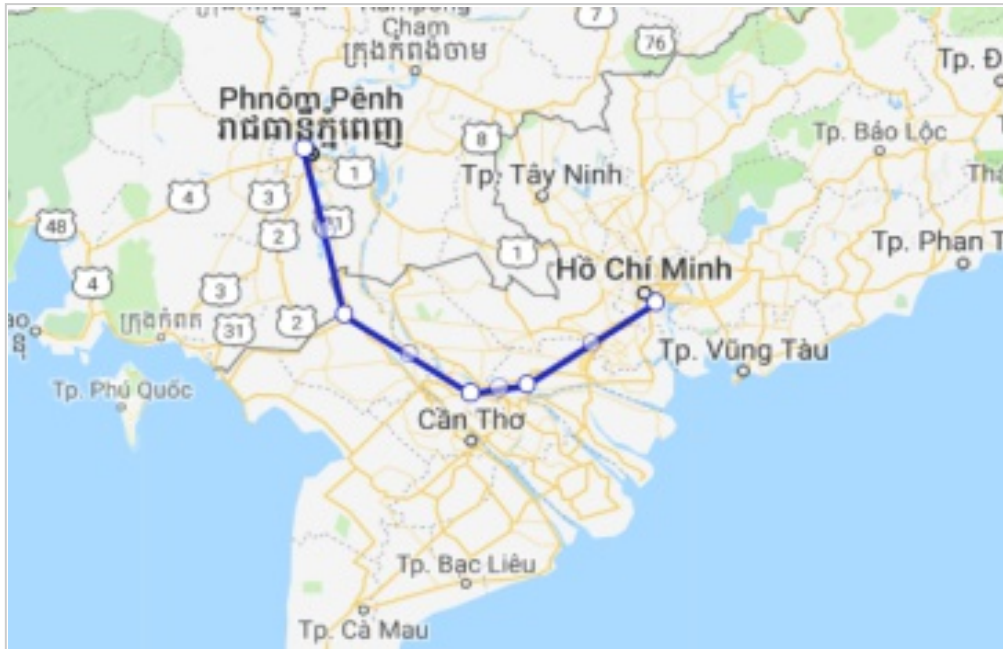 Cham
ក្រុងកំពង់ចាម
7
76
Tp. Đ
Phnôm Pênh
រាជធានីភ្នំពេញ
8
Tp. Bảo Lộc
1
Tp. Tây Ninh
4
3
48
2
1
Tp. Phan T
4
3
Hồ Chí Minh
ក្រុងកំពត
31
2
Tp. Vũng Tàu
Tp. Phú Quốc
Cần Thơ
Tp. Bạc Liêu
Tp. Cà Mau